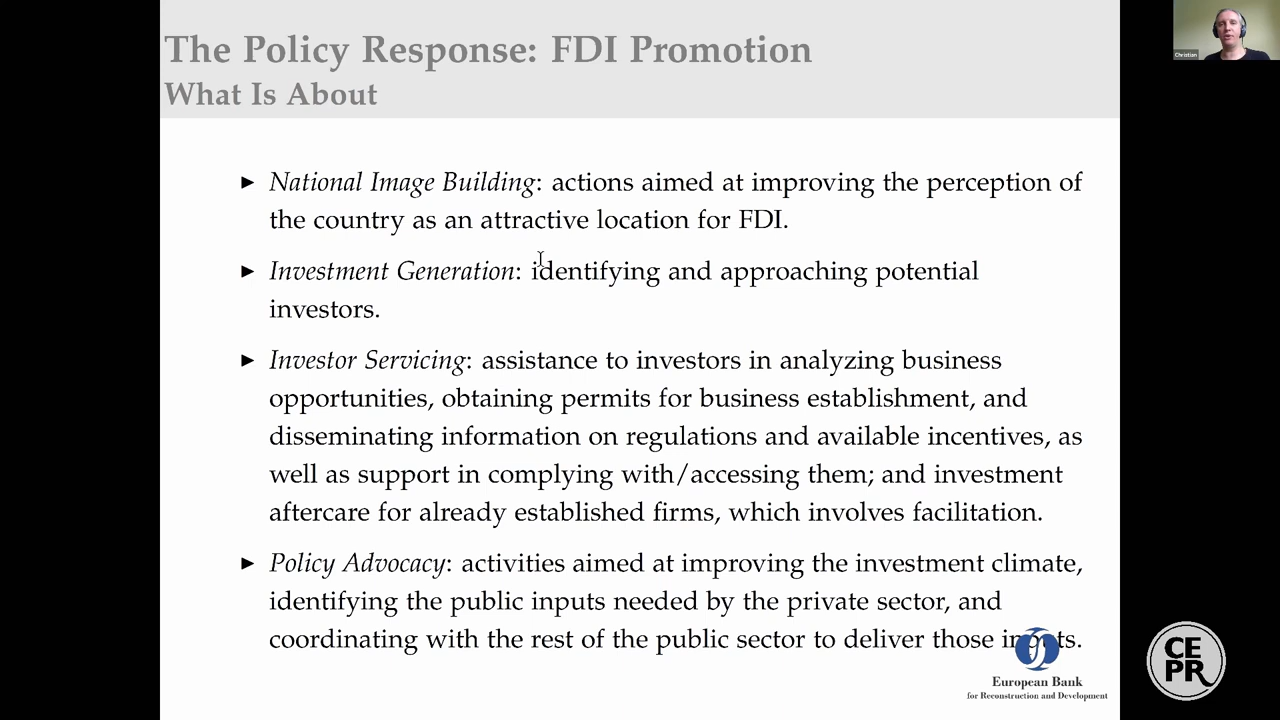 The Policy Response: FDI Promotion
What Is About
► National Image Building: actions aimed at improving the perception of
the country as an attractive location for FDI.
► Investment Generation: identifying and approaching potential
investors.
► Investor Servicing: assistance to investors in analyzing business
opportunities, obtaining permits for business establishment, and
disseminating information on regulations and available incentives, as
well as support in complying with/accessing them; and investment
aftercare for already established firms, which involves facilitation.
► Policy Advocacy: activities aimed at improving the investment climate,
identifying the public inputs needed by the private sector, and
coordinating with the rest of the public sector to deliver those inputs.
European Bank
for Reconstruction and Development
Christian
CE
PR